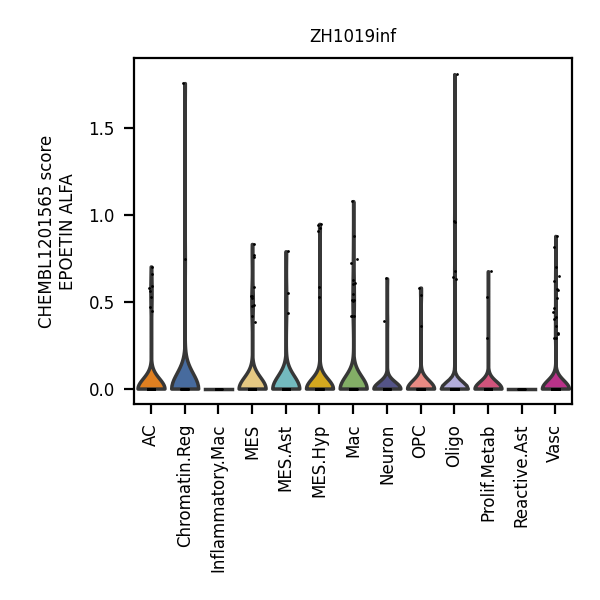 ZH1019inf
CHEMBL1201565 score
EPOETIN ALFA
1.5
1.0
0.5
0.0
AC
Chromatin.Reg
Inflammatory.Mac
MES
MES.Ast
MES.Hyp
Mac
Neuron
OPC
Oligo
Prolif.Metab
Reactive.Ast
Vasc